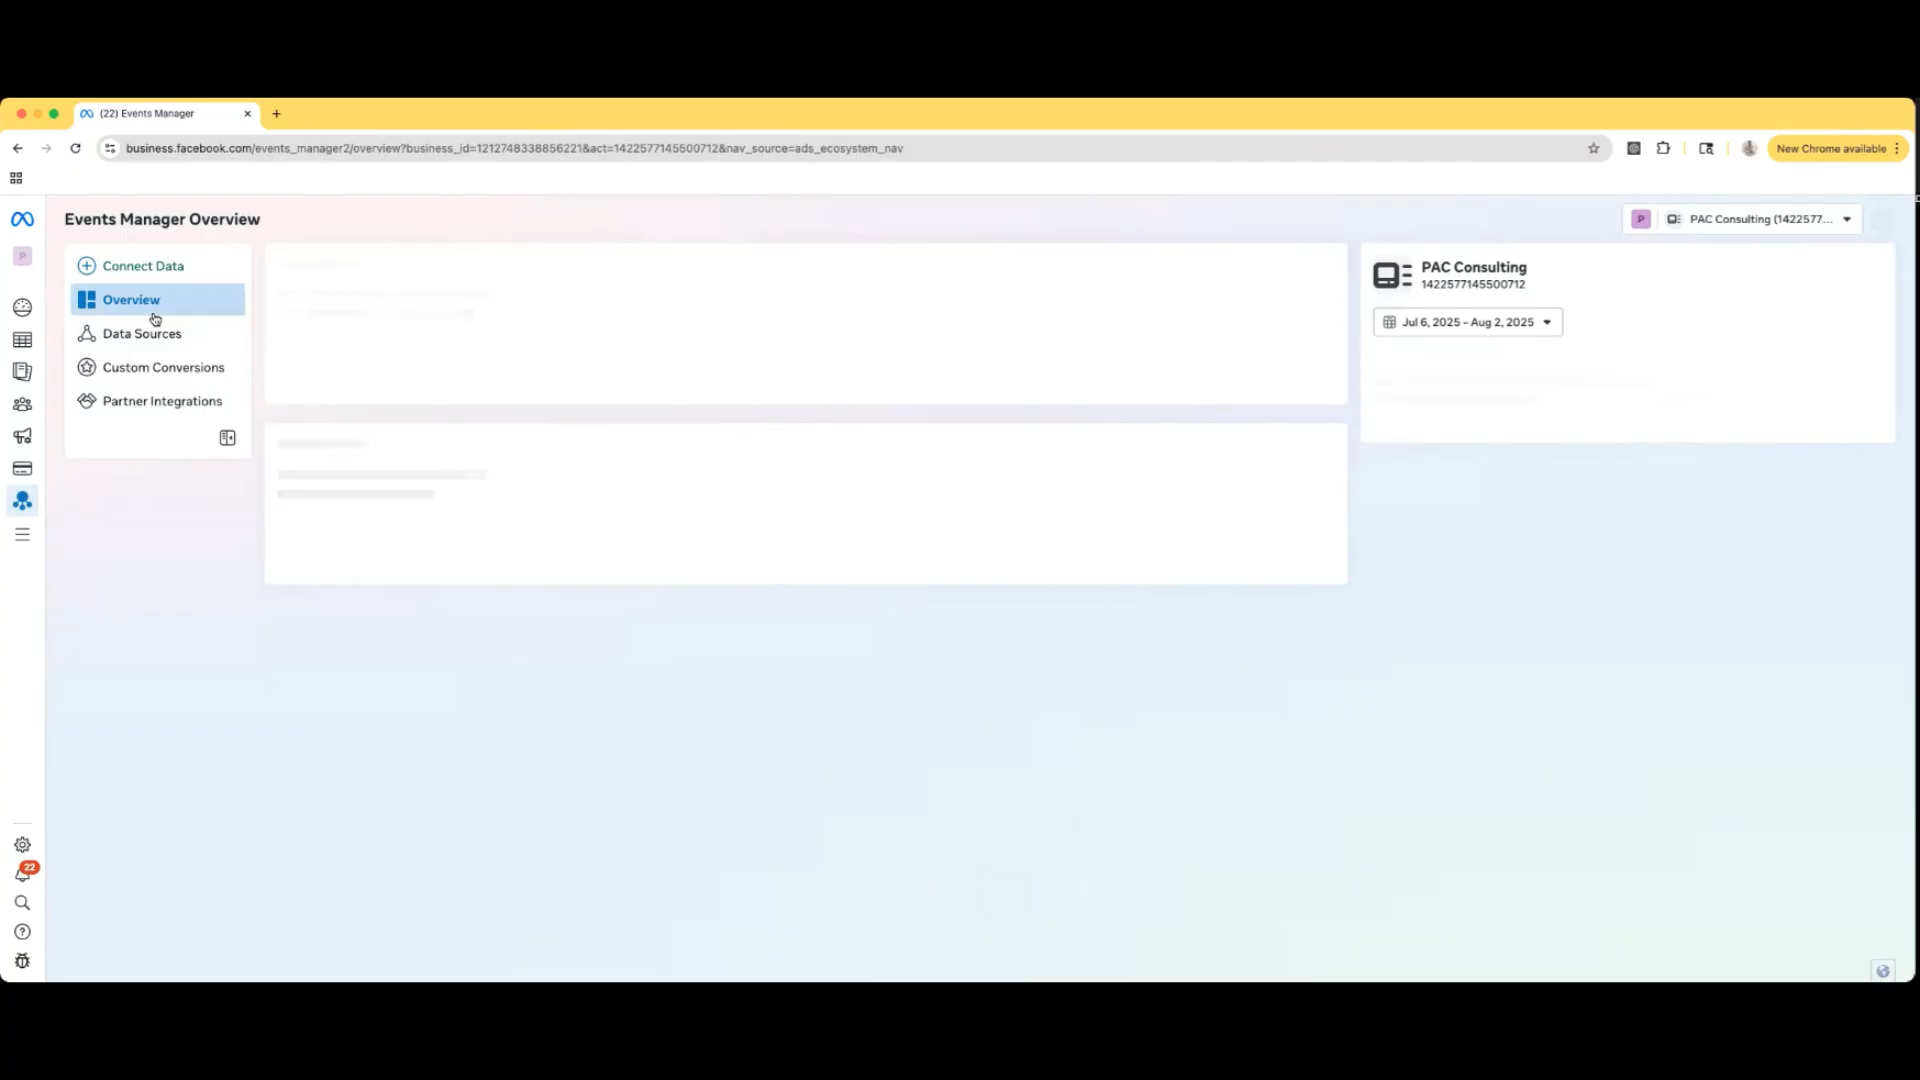 (22) Events Manager
business.facebook.com/events_manager2/overview?business_id=1212748338856221&act=1422577145500712&nav_source=ads_ecosystem_nav
New Chrome available
Events Manager Overview
P
PAC Consulting (1422577...
P
Connect Data
Overview
Data Sources
Custom Conversions
Partner Integrations
PAC Consulting
1422577145500712
Jul 6, 2025 – Aug 2, 2025
22